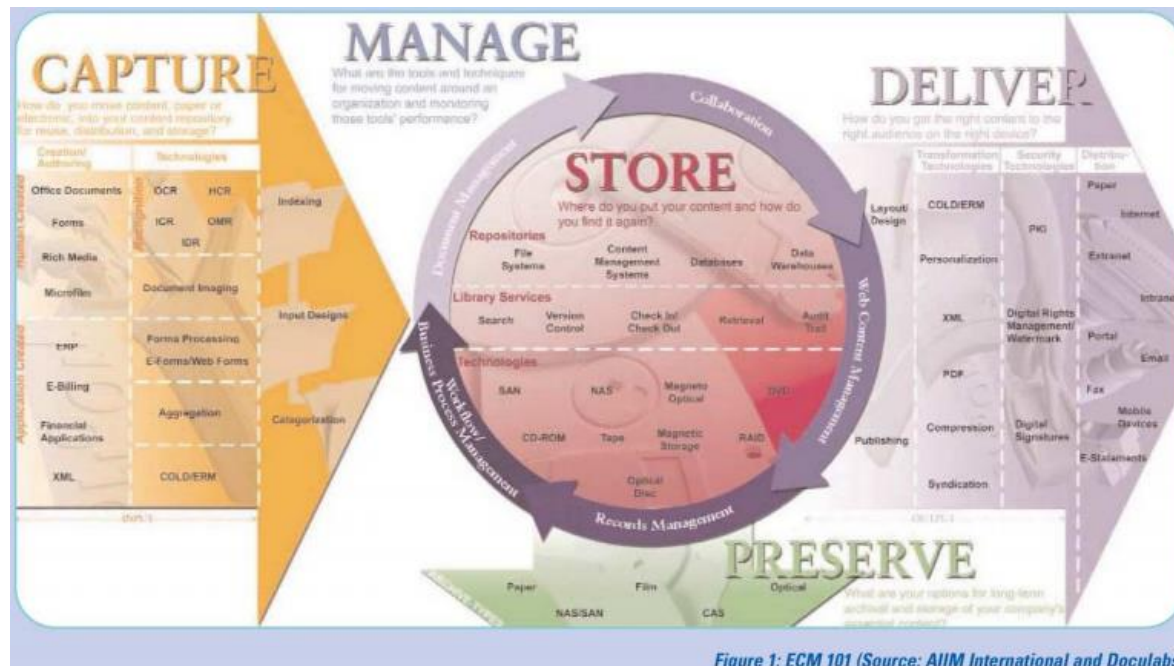 CAPTURE
How do you move content, paper or
electronic, into your content repository
for reuse, distribution, and storage?
Creation/
Authoring
Technologies
Human Created
Office Documents
Forms
Rich Media
Microfilm
Recognition
OCR
HCR
ICR
OMR
IDR
Document Imaging
Application Created
ERP
E-Billing
Financial
Applications
XML
Forms Processing
E-Forms/Web Forms
Aggregation
COLD/ERM
Indexing
Input Designs
Categorization
INPUT
MANAGE
What are the tools and techniques
for moving content around an
organization and monitoring
those tools' performance?
Document Management
Collaboration
Web Content Management
Records Management
Workflow/
Business Process Management
STORE
Where do you put your content and how do
you find it again?
Repositories
File
Systems
Content
Management
Systems
Databases
Data
Warehouses
Library Services
Search
Version
Control
Check In/
Check Out
Retrieval
Audit
Trail
Technologies
SAN
NAS
Magneto
Optical
DVD
CD-ROM
Tape
Magnetic
Storage
RAID
Optical
Disc
DELIVER
How do you get the right content to the
right audience on the right device?
Layout/
Design
Publishing
Transformation
Technologies
COLD/ERM
Personalization
XML
PDF
Compression
Syndication
Security
Technologies
PKI
Digital Rights
Management/
Watermark
Digital
Signatures
Distribu-
tion
Paper
Internet
Extranet
Intrane
Portal
Email
Fax
Mobile
Devices
E-Statements
OUTPUT
PRESERVE
What are your options for long-term
archival and storage of your company's
essential content?
Paper
Film
Optical
NAS/SAN
CAS
Figure 1: ECM 101 (Source: AIIM International and Doculab